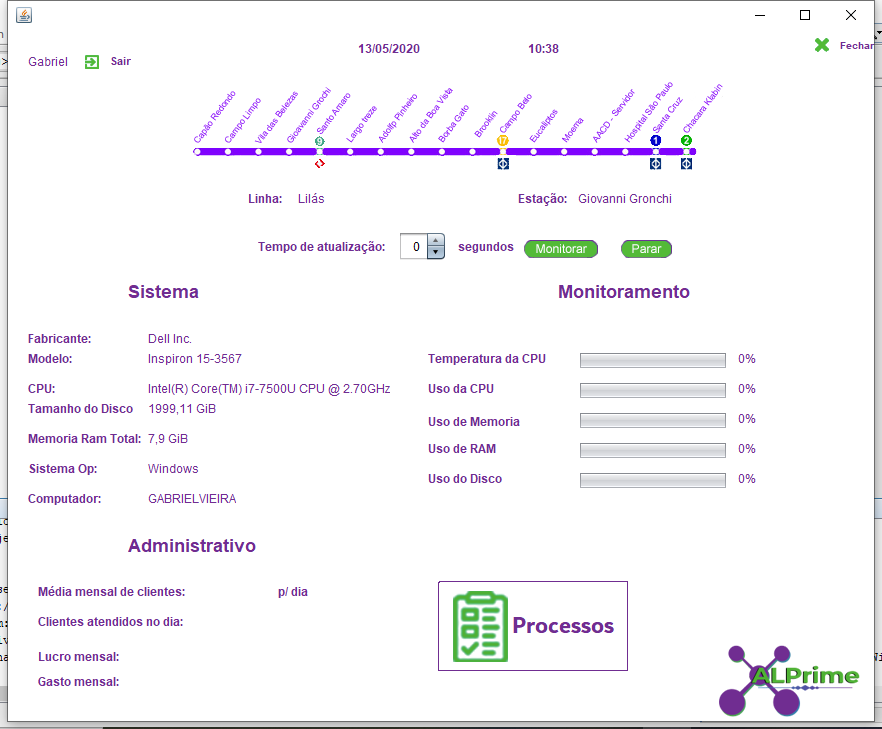 13/05/2020 10:38 Fechar
Gabriel Sair
Capão Redondo
Campo Limpo
Vila das Belezas
Gioavanni Grochi
Santo Amaro
Largo treze
Adolfp Pinheiro
Alto da Boa Vista
Borba Gato
Brooklin
Campo Belo
Eucaliptos
Moema
AACD - Servidor
Hospital São Paulo
Santa Cruz
Chacara Klabin
9 17 1 2
Linha: Lilás Estação: Giovanni Gronchi
Tempo de atualização: 0 segundos Monitorar Parar
Sistema
Fabricante: Dell Inc.
Modelo: Inspiron 15-3567
CPU: Intel(R) Core(TM) i7-7500U CPU @ 2.70GHz
Tamanho do Disco 1999,11 GiB
Memoria Ram Total: 7,9 GiB
Sistema Op: Windows
Computador: GABRIELVIEIRA
Monitoramento
Temperatura da CPU 0%
Uso da CPU 0%
Uso de Memoria 0%
Uso de RAM 0%
Uso do Disco 0%
Administrativo
Média mensal de clientes: p/ dia
Clientes atendidos no dia:
Lucro mensal:
Gasto mensal:
Processos
ALPrime